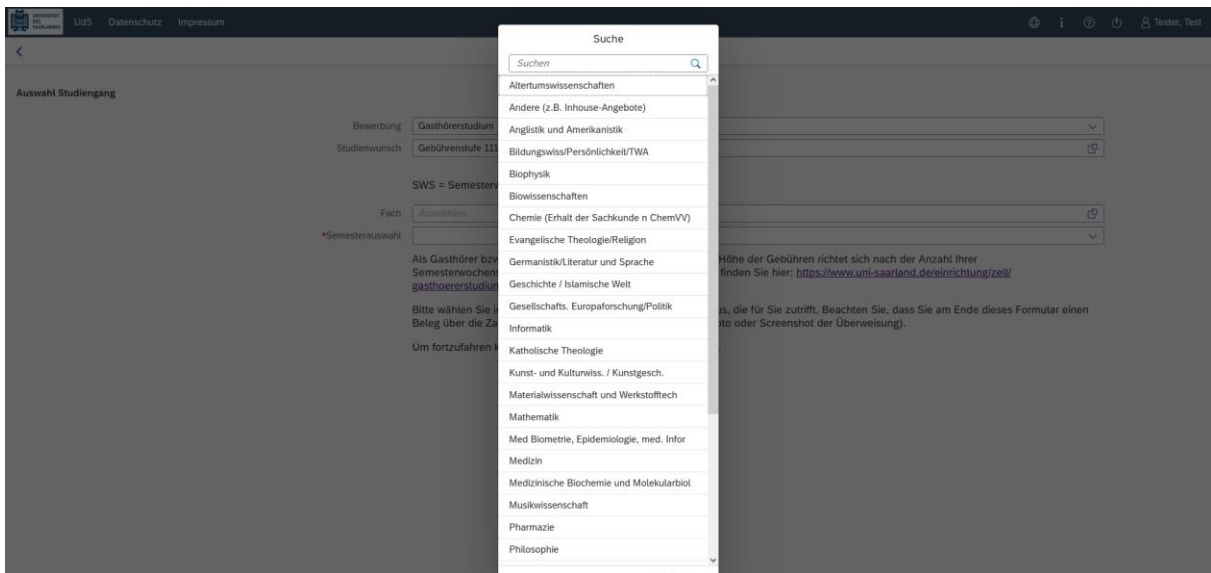 UNIVERSITÄT
DES
SAARLANDES
UdS Datenschutz Impressum
Tester, Test
Auswahl Studiengang
Bewerbung Gasthörerstudium
Studienwunsch Gebührenstufe 111
SWS =
Fach Auswählen
*Semesterauswahl
Als Gasthörer
Höhe der Gebühren richtet sich nach der Anzahl Ihrer
finden Sie hier: https://www.uni-saarland.de/einrichtung/zell/
Bitte wählen Sie
die für Sie zutrifft. Beachten Sie, dass Sie am Ende dieses Formular einen
Beleg über die
oder Screenshot der Überweisung).
Um fortzufahren
Suche
Suchen
Altertumswissenschaften
Andere (z.B. Inhouse-Angebote)
Anglistik und Amerikanistik
Bildungswiss/Persönlichkeit/TWA
Biophysik
Biowissenschaften
Chemie (Erhalt der Sachkunde n ChemVV)
Evangelische Theologie/Religion
Germanistik/Literatur und Sprache
Geschichte / Islamische Welt
Gesellschafts. Europaforschung/Politik
Informatik
Katholische Theologie
Kunst- und Kulturwiss. / Kunstgesch.
Materialwissenschaft und Werkstofftech
Mathematik
Med Biometrie, Epidemiologie, med. Infor
Medizin
Medizinische Biochemie und Molekularbiol
Musikwissenschaft
Pharmazie
Philosophie